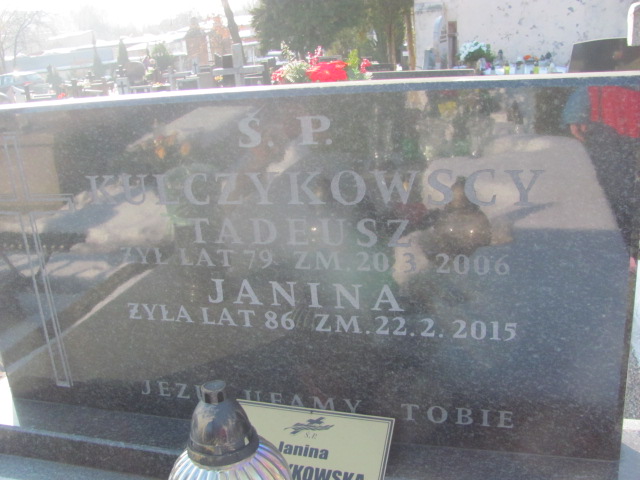 Ś. P.
KULCZYKOWSCY
TADEUSZ
ŻYŁ LAT 79 ZM. 20.3.2006
JANINA
ŻYŁA LAT 86 ZM. 22.2.2015
JEZU UFAMY TOBIE
Ś.P.
Janina
YKOWSKA